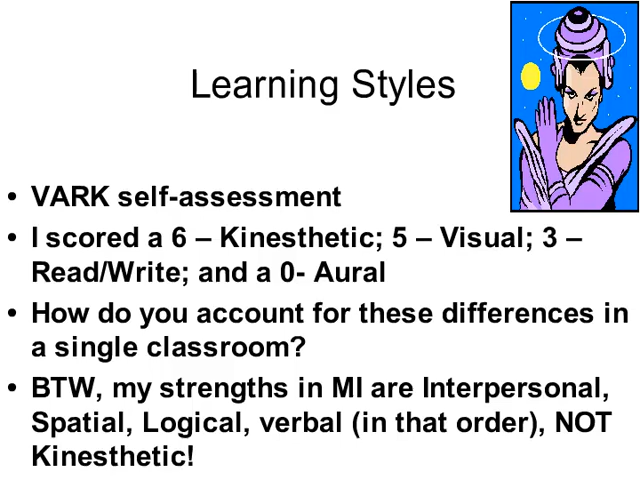 Learning Styles
• VARK self-assessment
• I scored a 6 – Kinesthetic; 5 – Visual; 3 –
Read/Write; and a 0- Aural
• How do you account for these differences in
a single classroom?
• BTW, my strengths in MI are Interpersonal,
Spatial, Logical, verbal (in that order), NOT
Kinesthetic!